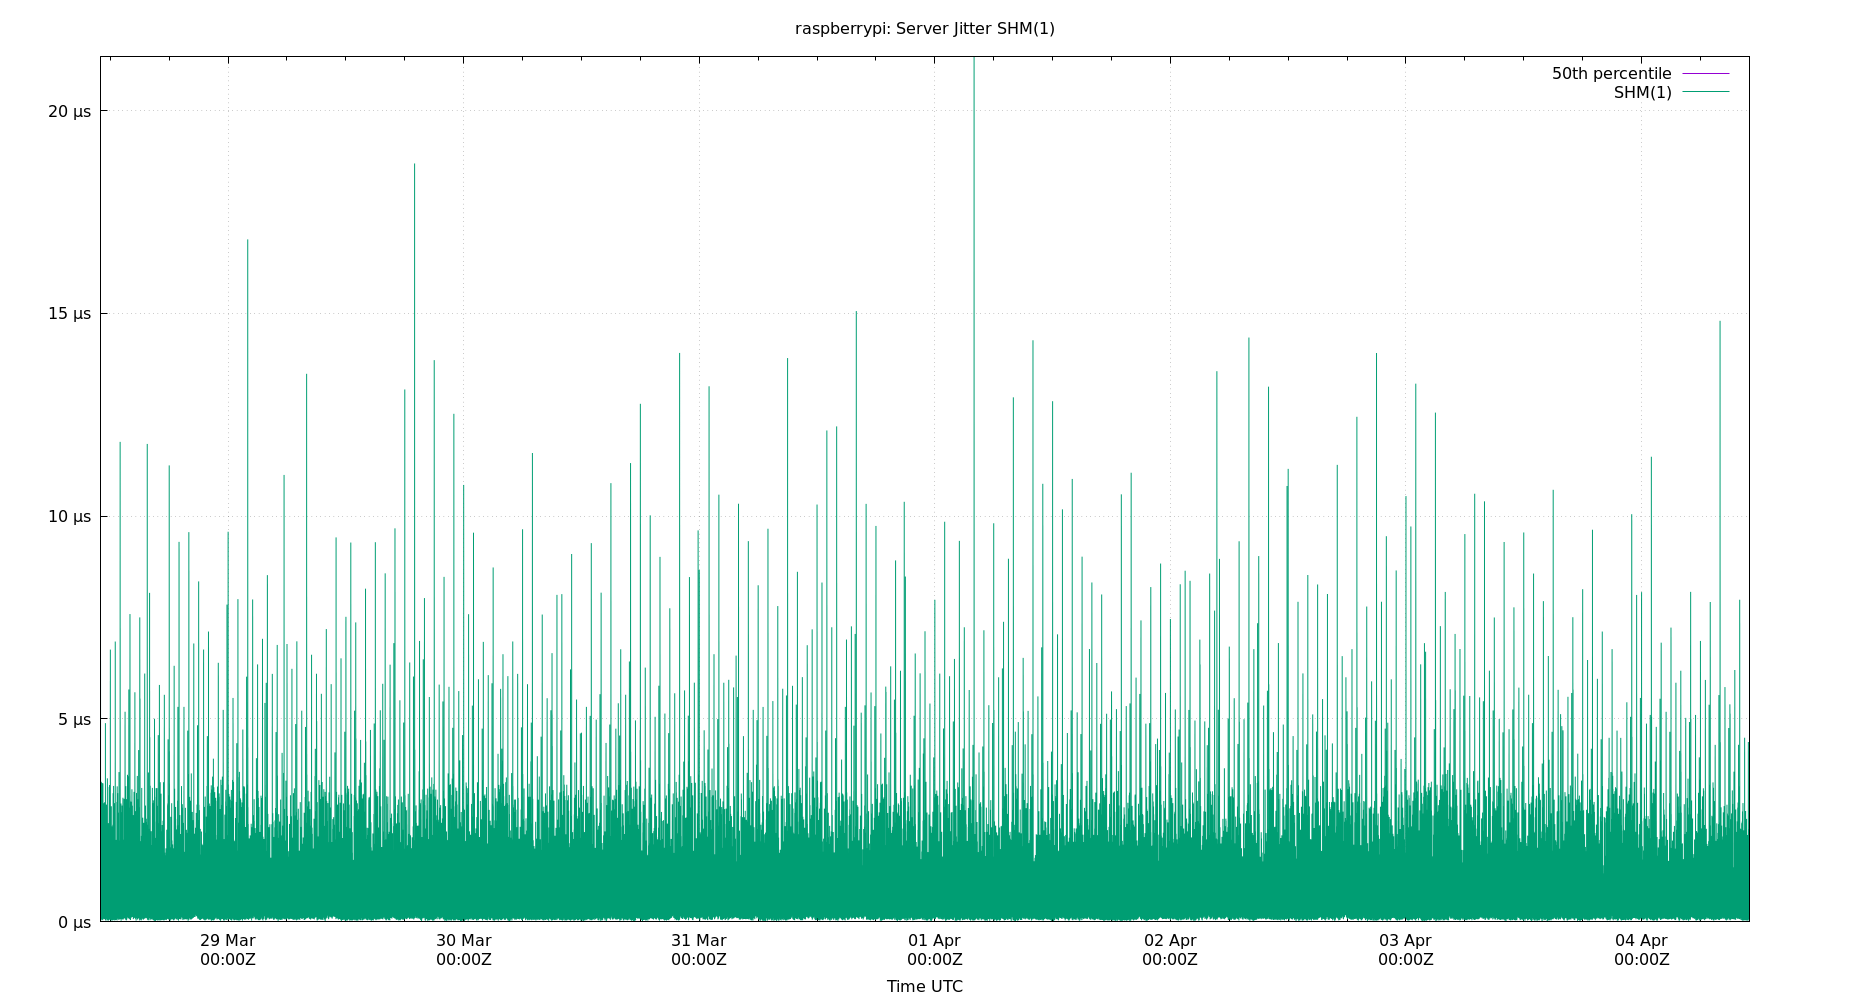 raspberrypi: Server Jitter SHM(1)
50th percentile
SHM(1)
20 µs
15 µs
10 µs
5 µs
0 µs
29 Mar
00:00Z
30 Mar
00:00Z
31 Mar
00:00Z
01 Apr
00:00Z
02 Apr
00:00Z
03 Apr
00:00Z
04 Apr
00:00Z
Time UTC